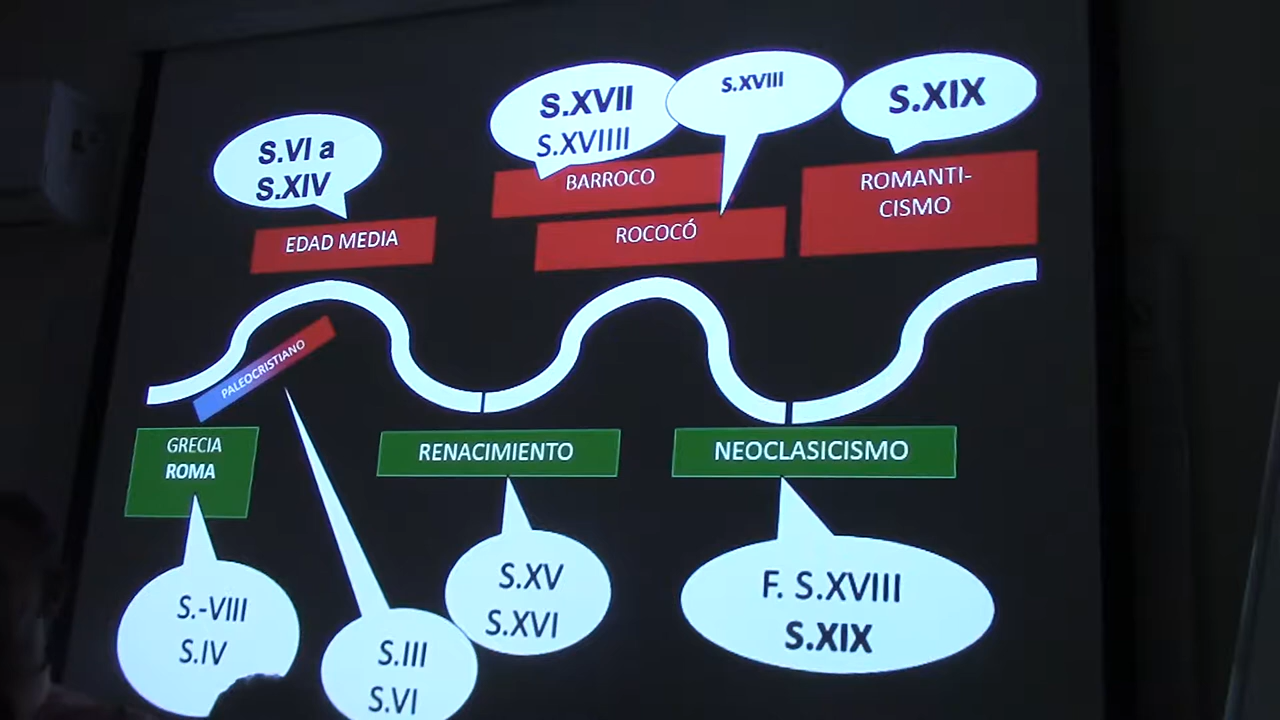 S.VI a
S.XIV
EDAD MEDIA
S.XVII
S.XVIIII
BARROCO
S.XVIII
ROCOCÓ
S.XIX
ROMANTI-
CISMO
PALEOCRISTIANO
GRECIA
ROMA
RENACIMIENTO
NEOCLASICISMO
S.-VIII
S.IV
S.III
S.VI
S.XV
S.XVI
F. S.XVIII
S.XIX